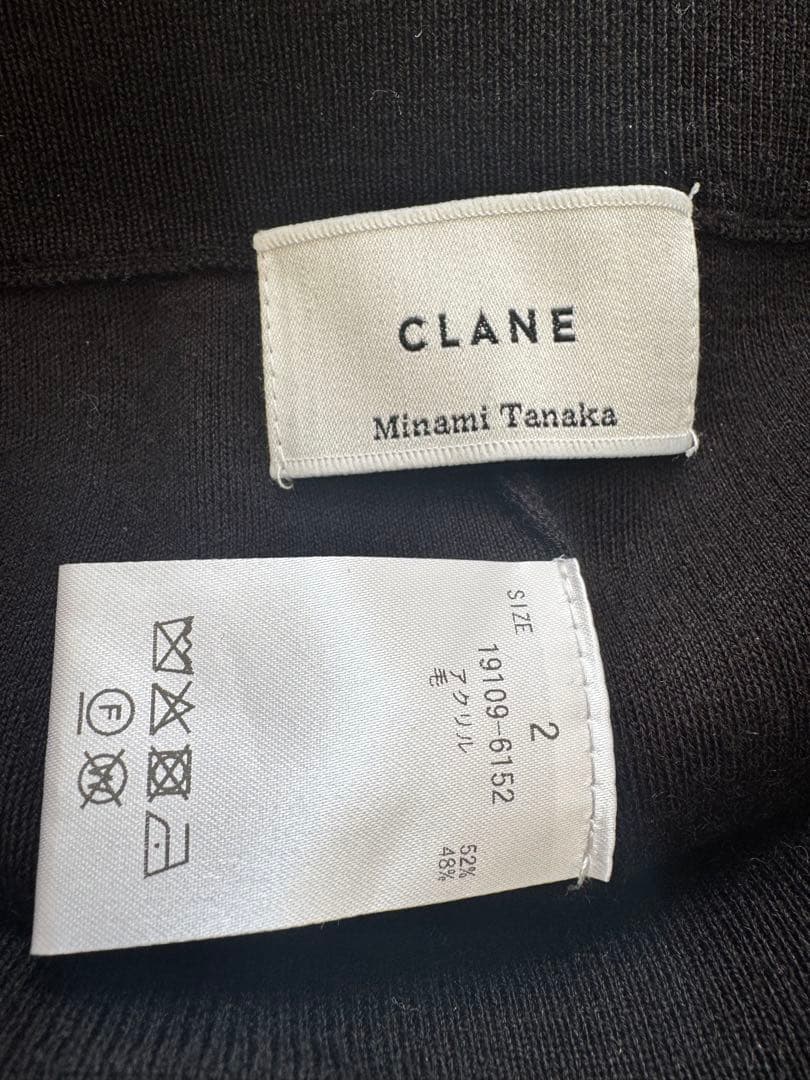 CLANE
Minami Tanaka
SIZE 2
19109-6152
アクリル 52%
毛 48%
F
W